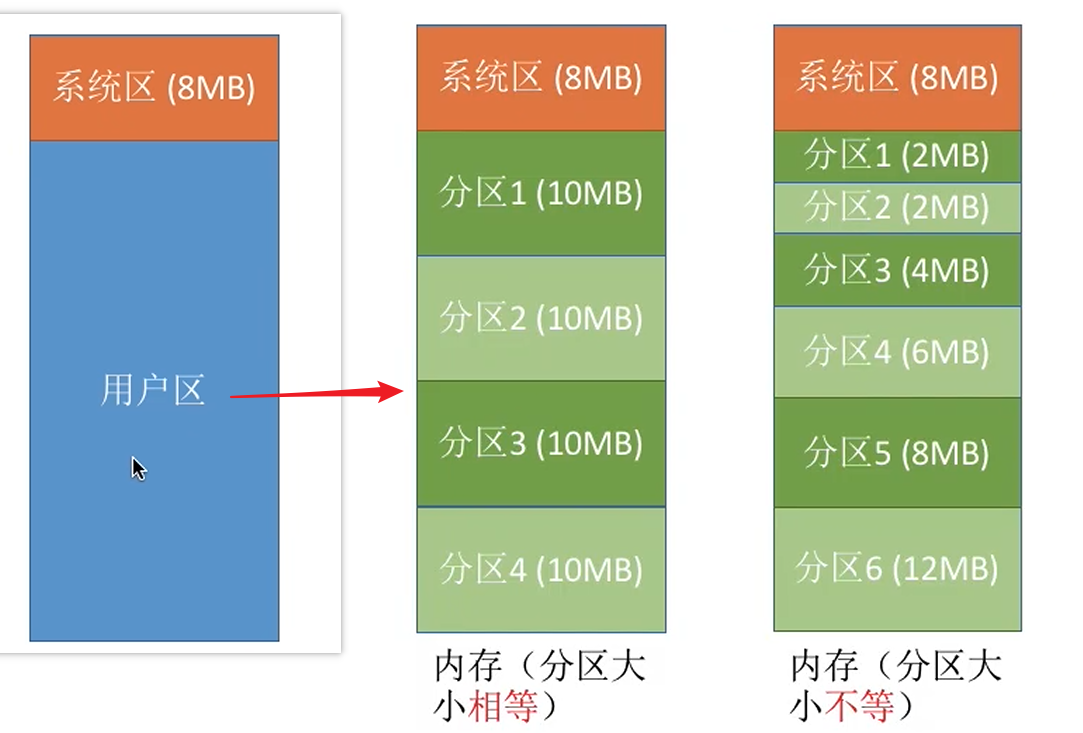 系统区 (8MB)
用户区
系统区 (8MB)
分区1 (10MB)
分区2 (10MB)
分区3 (10MB)
分区4 (10MB)
内存（分区大
小相等）
系统区 (8MB)
分区1 (2MB)
分区2 (2MB)
分区3 (4MB)
分区4 (6MB)
分区5 (8MB)
分区6 (12MB)
内存（分区大
小不等）